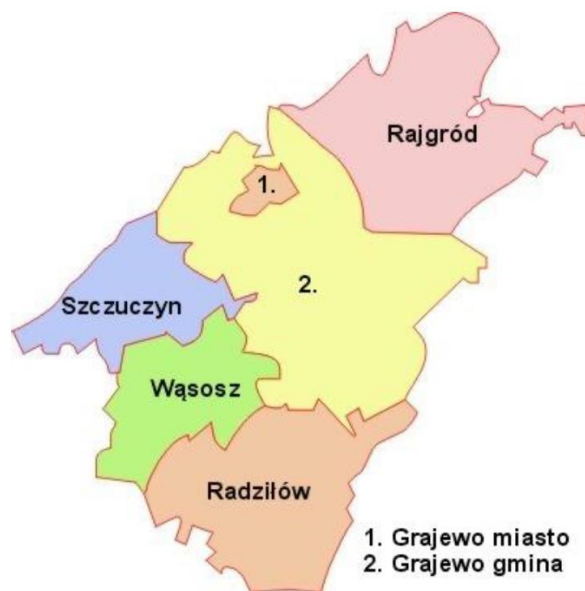 Rajgród
1.
2.
Szczuczyn
Wąsosz
Radziłów
1. Grajewo miasto
2. Grajewo gmina